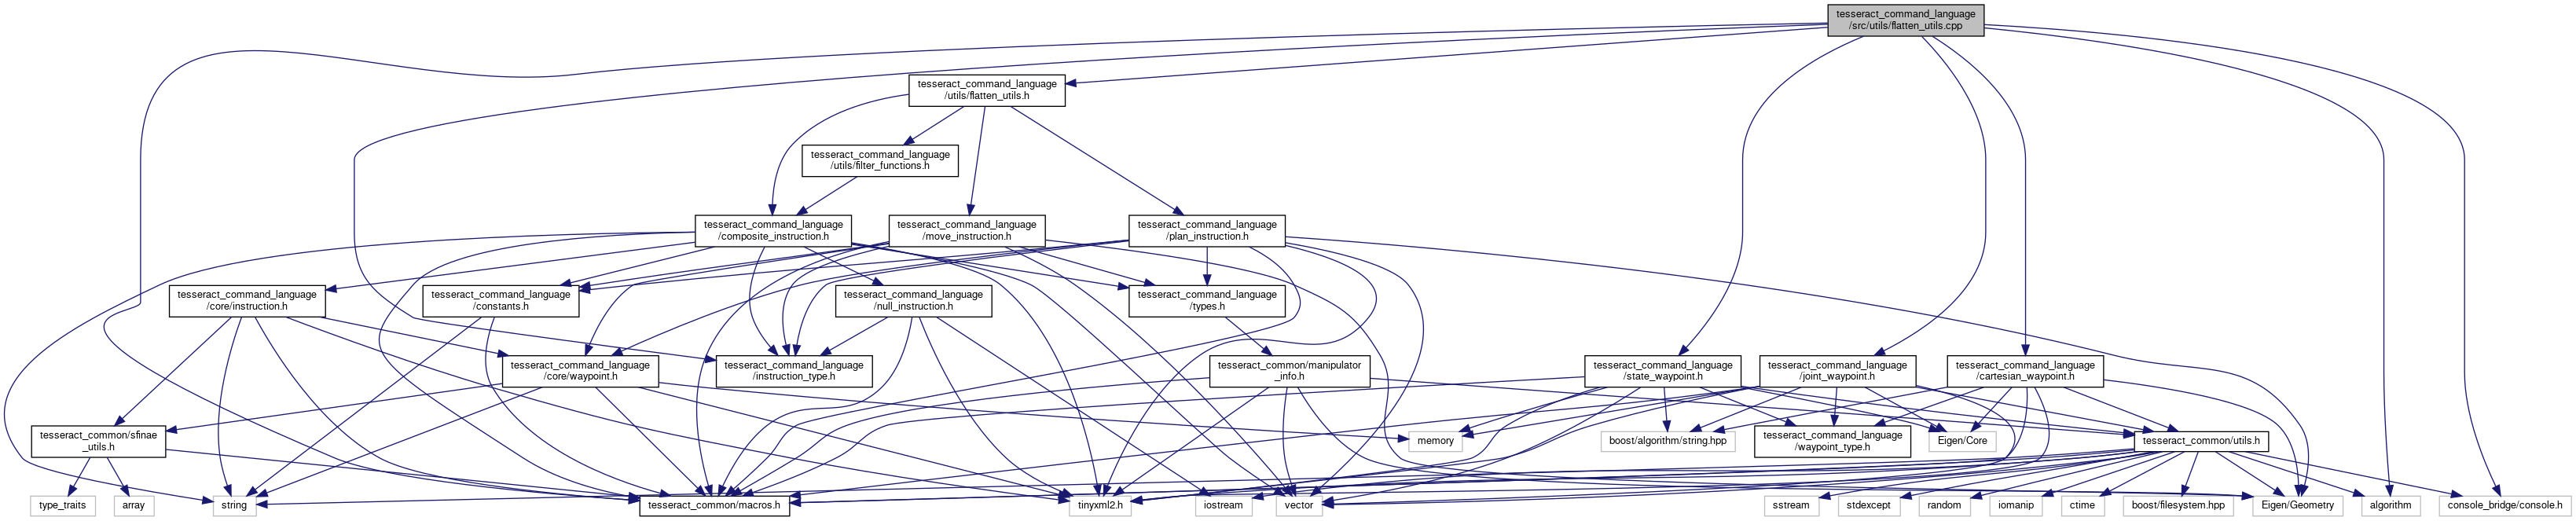 tesseract_command_language
/src/utils/flatten_utils.cpp
tesseract_command_language
/utils/flatten_utils.h
tesseract_command_language
/utils/filter_functions.h
tesseract_command_language
/composite_instruction.h
tesseract_command_language
/move_instruction.h
tesseract_command_language
/plan_instruction.h
tesseract_command_language
/core/instruction.h
tesseract_command_language
/constants.h
tesseract_command_language
/null_instruction.h
tesseract_command_language
/types.h
tesseract_command_language
/core/waypoint.h
tesseract_command_language
/instruction_type.h
tesseract_common/manipulator
_info.h
tesseract_command_language
/state_waypoint.h
tesseract_command_language
/joint_waypoint.h
tesseract_command_language
/cartesian_waypoint.h
tesseract_common/sfinae
_utils.h
memory
boost/algorithm/string.hpp
tesseract_command_language
/waypoint_type.h
Eigen/Core
tesseract_common/utils.h
type_traits
array
string
tesseract_common/macros.h
tinyxml2.h
iostream
vector
sstream
stdexcept
random
iomanip
ctime
boost/filesystem.hpp
Eigen/Geometry
algorithm
console_bridge/console.h